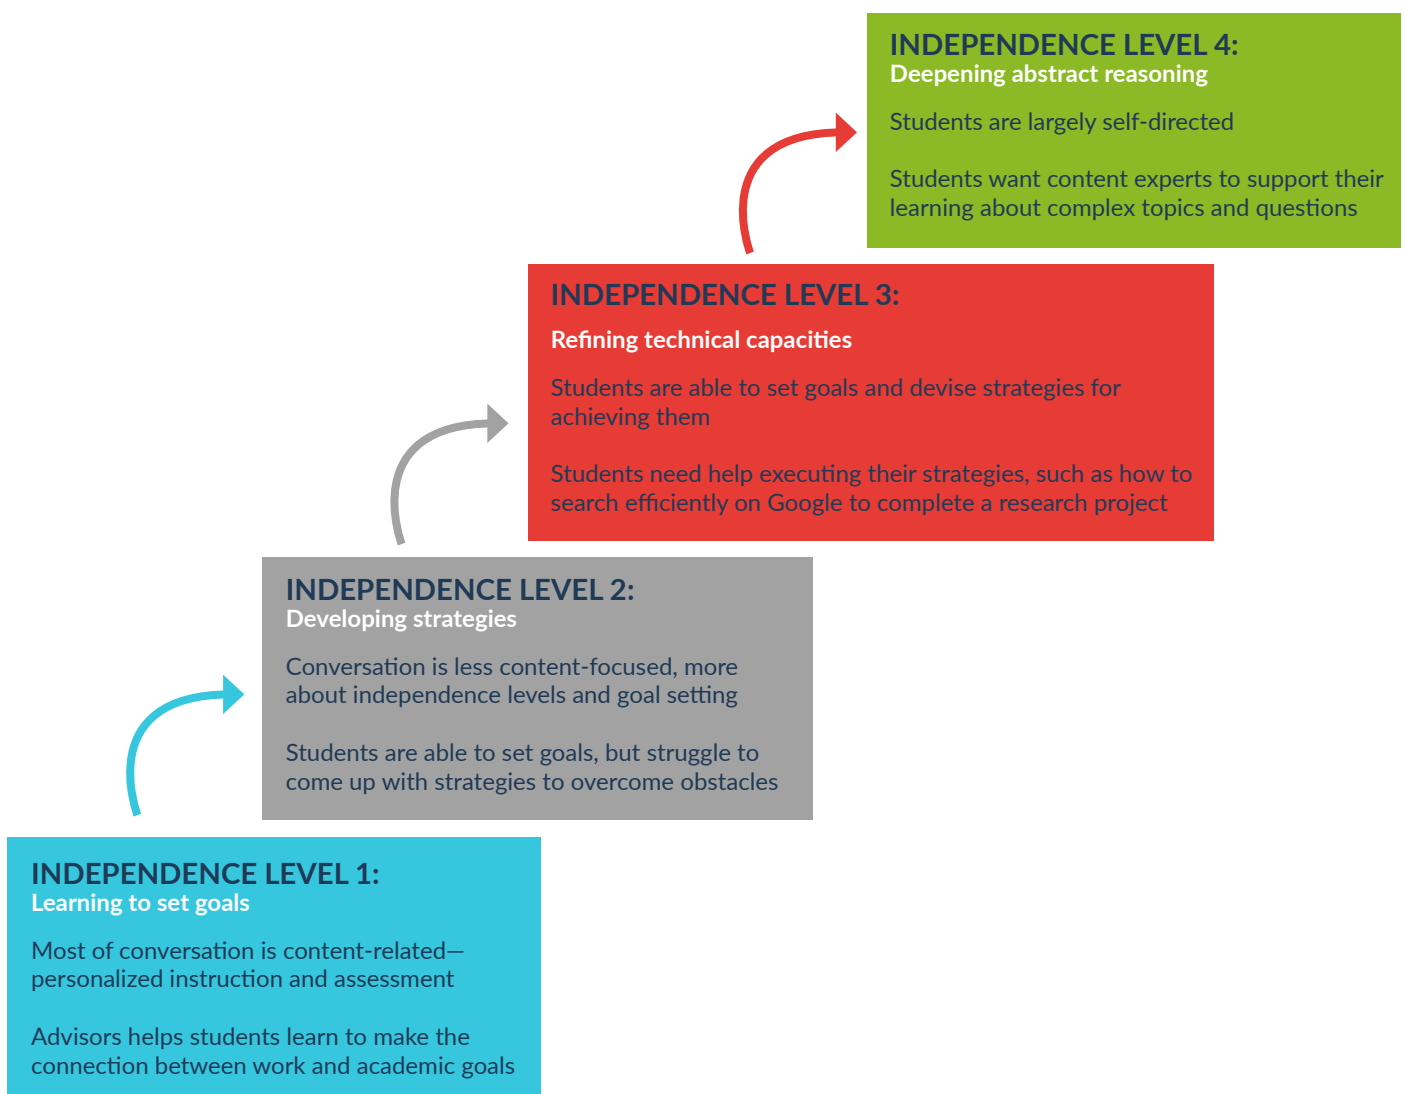 INDEPENDENCE LEVEL 4:
Deepening abstract reasoning
Students are largely self-directed
Students want content experts to support their
learning about complex topics and questions
INDEPENDENCE LEVEL 3:
Refining technical capacities
Students are able to set goals and devise strategies for
achieving them
Students need help executing their strategies, such as how to
search efficiently on Google to complete a research project
INDEPENDENCE LEVEL 2:
Developing strategies
Conversation is less content-focused, more
about independence levels and goal setting
Students are able to set goals, but struggle to
come up with strategies to overcome obstacles
INDEPENDENCE LEVEL 1:
Learning to set goals
Most of conversation is content-related—
personalized instruction and assessment
Advisors helps students learn to make the
connection between work and academic goals